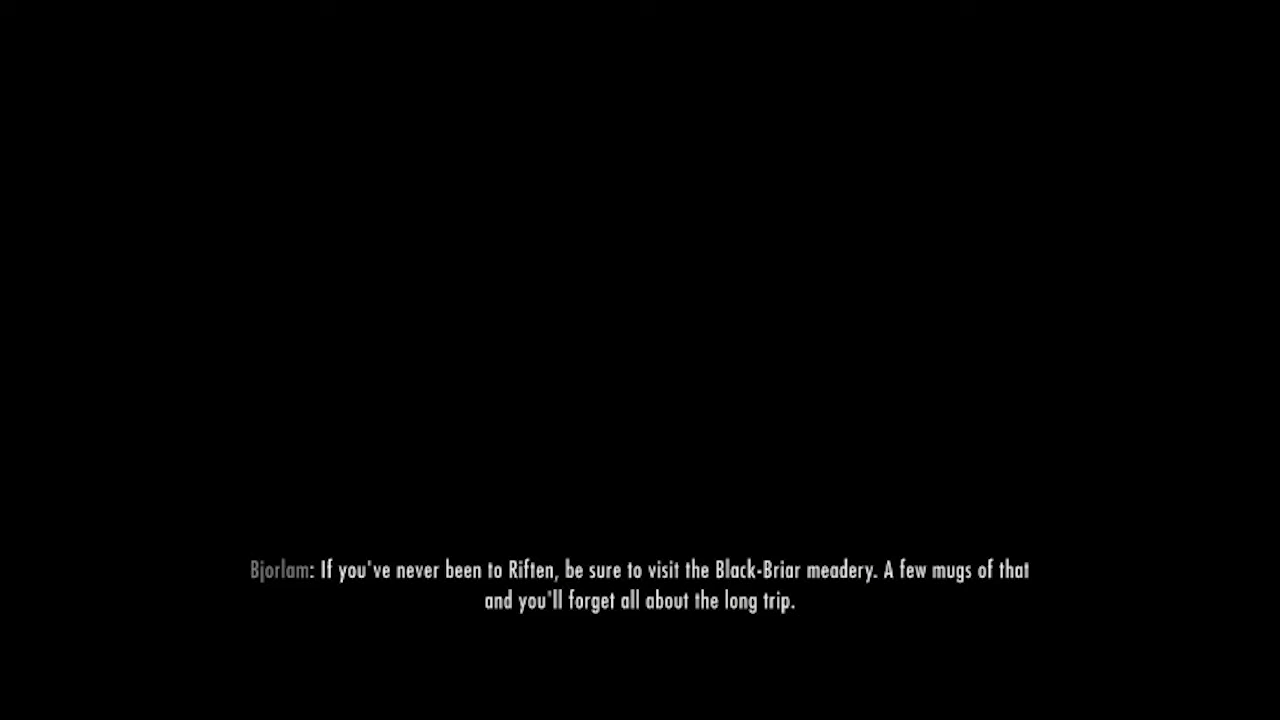 Bjorlam: If you've never been to Riften, be sure to visit the Black-Briar meadery. A few mugs of that
and you'll forget all about the long trip.